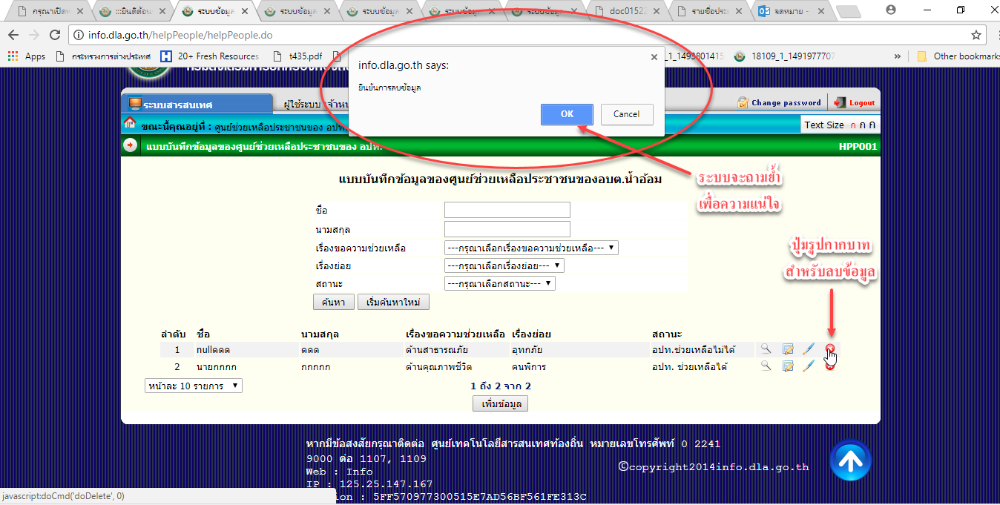 กรุณาเปิด
:::ยินดีต้อน
ระบบข้อมูล
ระบบข้อมูล
ระบบข้อมูล
ระบบข้อมูล
ระบบข้อมูล
doc01522
รายชื่อประ
จดหมาย -
info.dla.go.th/helpPeople/helpPeople.do
Apps
กระทรวงการต่างประเทศ
20+ Fresh Resources
t435.pdf
_1_1493801415
18109_1_1491977707
»
Other bookmarks
info.dla.go.th says:
ยืนยันการลบข้อมูล
OK
Cancel
ระบบสารสนเทศ
ผู้ใช้ระบบ
Change password
Logout
ขณะนี้คุณอยู่ที่ : ศูนย์ช่วยเหลือประชาชนของ อปท.
Text Size ก ก ก
แบบบันทึกข้อมูลของศูนย์ช่วยเหลือประชาชนของ อปท.
HPP001
แบบบันทึกข้อมูลของศูนย์ช่วยเหลือประชาชนของอบต.น้ำอ้อม
ระบบจะถามย้ำ
เพื่อความแน่ใจ
ชื่อ
นามสกุล
เรื่องขอความช่วยเหลือ ---กรุณาเลือกเรื่องขอความช่วยเหลือ---
เรื่องย่อย ---กรุณาเลือกเรื่องย่อย---
สถานะ ---กรุณาเลือกสถานะ---
ค้นหา เริ่มค้นหาใหม่
ปุ่มรูปกากบาท
สำหรับลบข้อมูล
ลำดับ ชื่อ นามสกุล เรื่องขอความช่วยเหลือ เรื่องย่อย สถานะ
1 nullดดด ดดด ด้านสาธารณภัย อุทกภัย อปท.ช่วยเหลือไม่ได้
2 นายกกกก กกกกก ด้านคุณภาพชีวิต คนพิการ อปท. ช่วยเหลือได้
หน้าละ 10 รายการ
1 ถึง 2 จาก 2
เพิ่มข้อมูล
หากมีข้อสงสัยกรุณาติดต่อ ศูนย์เทคโนโลยีสารสนเทศท้องถิ่น หมายเลขโทรศัพท์ 0 2241
9000 ต่อ 1107, 1109
Web : Info
IP : 125.25.147.167
ion : 5FF570977300515E7AD56BF561FE313C
©copyright2014info.dla.go.th
javascript:doCmd('doDelete', 0)